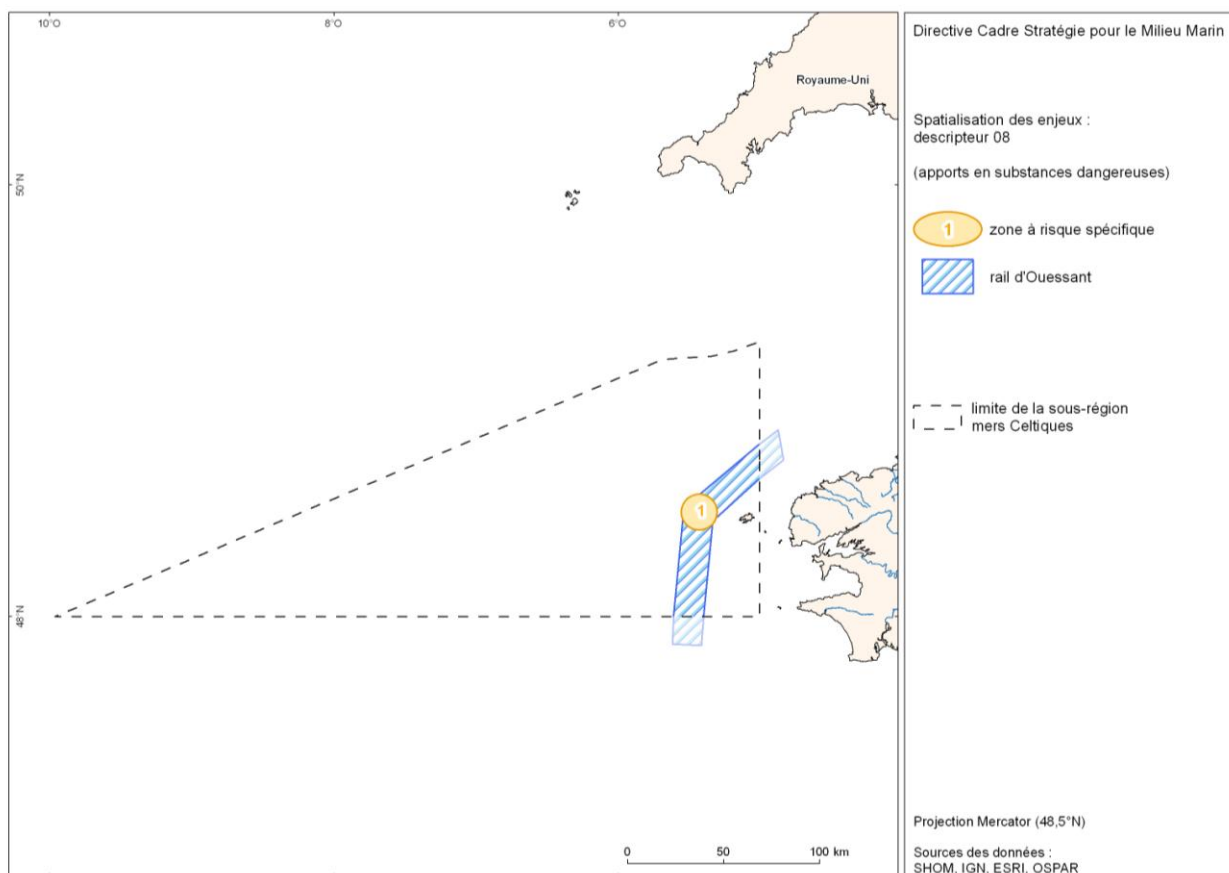 10°O
8°O
6°O
50°N
48°N
Royaume-Uni
1
0 50 100 km
Directive Cadre Stratégie pour le Milieu Marin
Spatialisation des enjeux :
descripteur 08
(apports en substances dangereuses)
1 zone à risque spécifique
rail d'Ouessant
limite de la sous-région
mers Celtiques
Projection Mercator (48,5°N)
Sources des données :
SHOM, IGN, ESRI, OSPAR